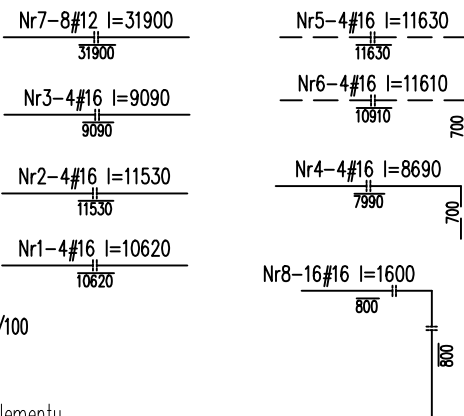 Nr7-8#12 l=31900
31900
Nr3-4#16 l=9090
9090
Nr2-4#16 l=11530
11530
Nr1-4#16 l=10620
10620
/100
Nr5-4#16 l=11630
11630
Nr6-4#16 l=11610
10910
700
Nr4-4#16 l=8690
7990
700
Nr8-16#16 l=1600
800
800